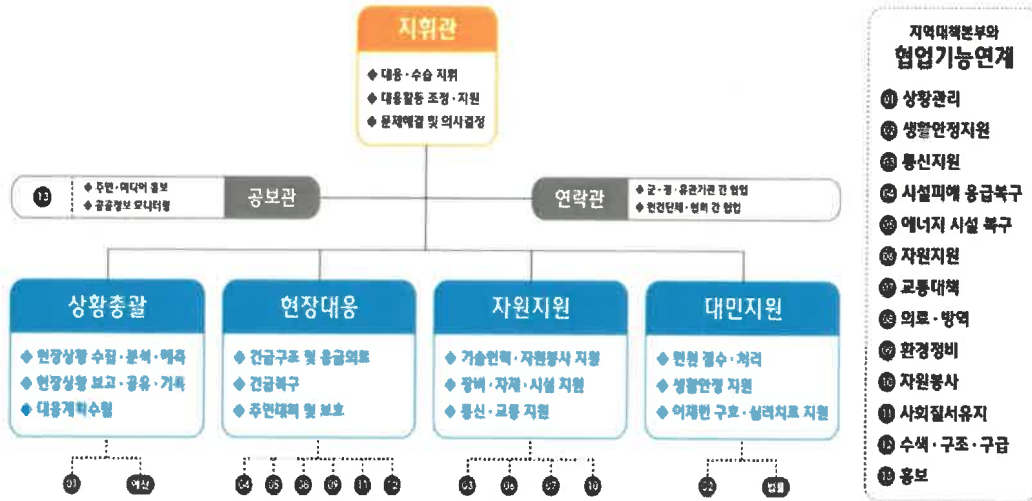 지휘관
◆ 대응·수습 지휘
◆ 대응활동 조정·지원
◆ 문제해결 및 의사결정
13
◆ 주민·미디어 홍보
◆ 공공정보 모니터링
공보관
연락관
◆ 군·경·유관기관 간 협업
◆ 민간단체·협회 간 협업
상황총괄
◆ 현장상황 수집·분석·예측
◆ 현장상황 보고·공유·기록
◆ 대응계획수립
01 예산
현장대응
◆ 긴급구조 및 응급의료
◆ 긴급복구
◆ 주민대피 및 보호
04 05 08 09 11 12
자원지원
◆ 기술인력·자원봉사 지원
◆ 장비·자재·시설 지원
◆ 통신·교통 지원
03 06 07 10
대민지원
◆ 민원 접수·처리
◆ 생활안정 지원
◆ 이재민 구호·심리치료 지원
02 법률
지역대책본부와
협업기능연계
01 상황관리
02 생활안정지원
03 통신지원
04 시설피해 응급복구
05 에너지 시설 복구
06 자원지원
07 교통대책
08 의료·방역
09 환경정비
10 자원봉사
11 사회질서유지
12 수색·구조·구급
13 홍보